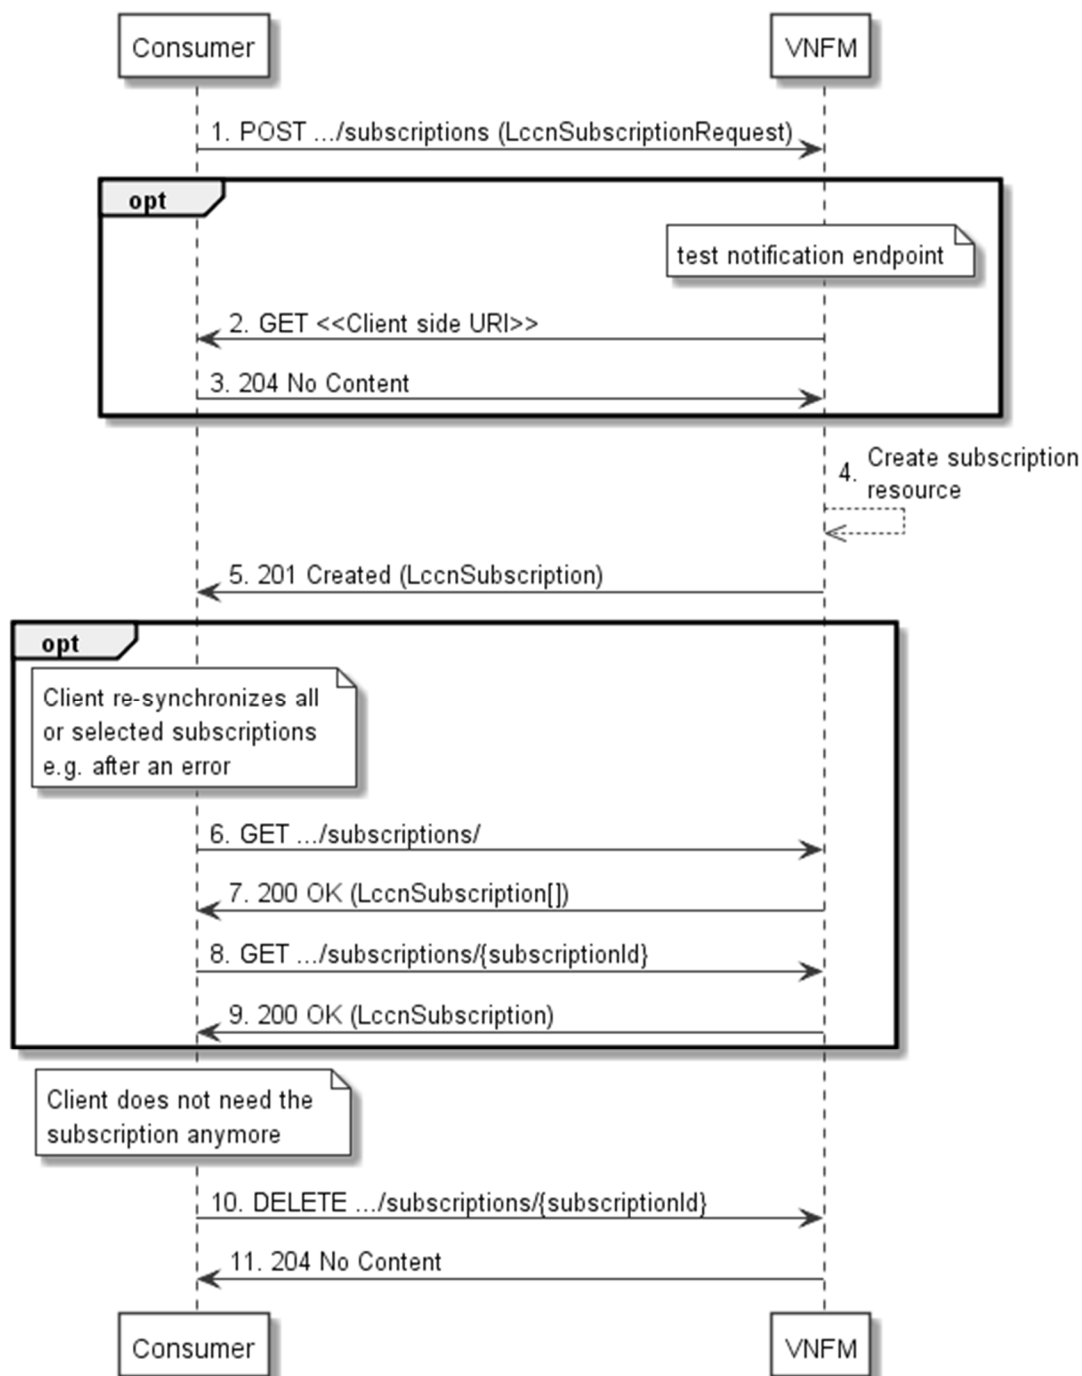 Consumer
VNFM
1. POST .../subscriptions (LccnSubscriptionRequest)
opt
test notification endpoint
2. GET <<Client side URI>>
3. 204 No Content
4. Create subscription
resource
5. 201 Created (LccnSubscription)
opt
Client re-synchronizes all
or selected subscriptions
e.g. after an error
6. GET .../subscriptions/
7. 200 OK (LccnSubscription[])
8. GET .../subscriptions/{subscriptionId}
9. 200 OK (LccnSubscription)
Client does not need the
subscription anymore
10. DELETE .../subscriptions/{subscriptionId}
11. 204 No Content
Consumer
VNFM